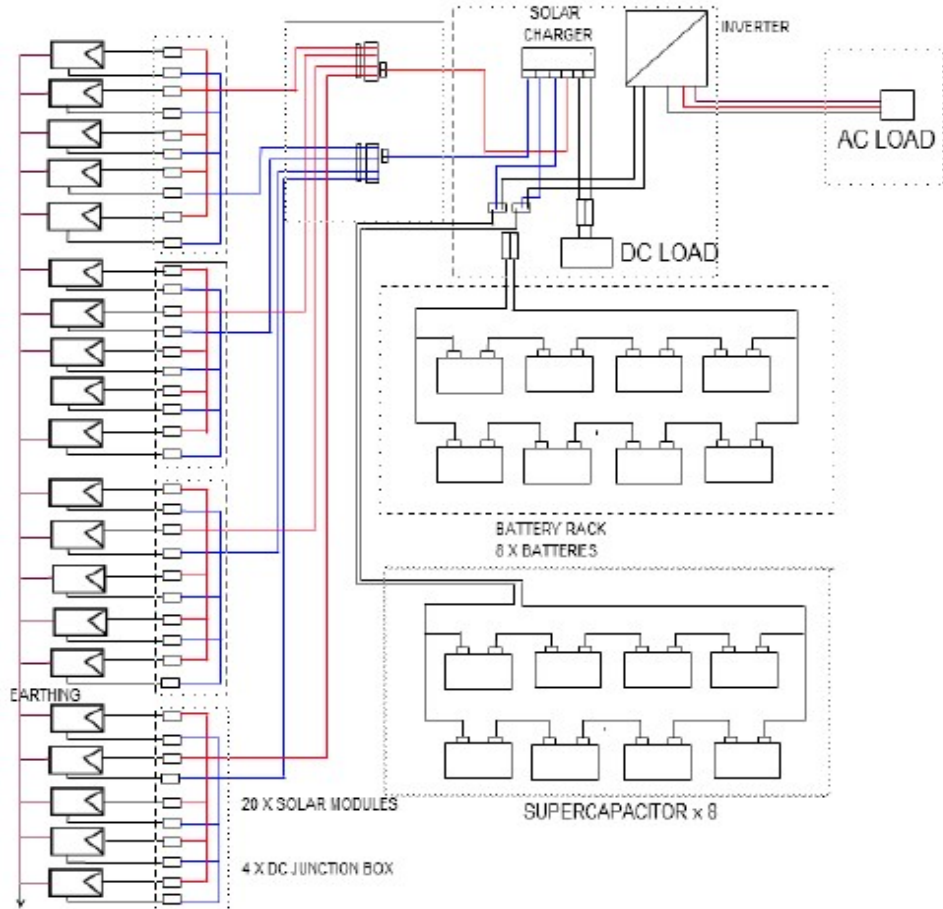 SOLAR
CHARGER
INVERTER
AC LOAD
DC LOAD
BATTERY RACK
8 X BATTERIES
EARTHING
20 X SOLAR MODULES
SUPERCAPACITOR x 8
4 X DC JUNCTION BOX